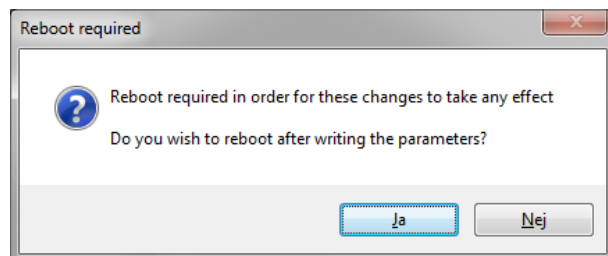 Reboot required
Reboot required in order for these changes to take any effect
Do you wish to reboot after writing the parameters?
Ja
Nej